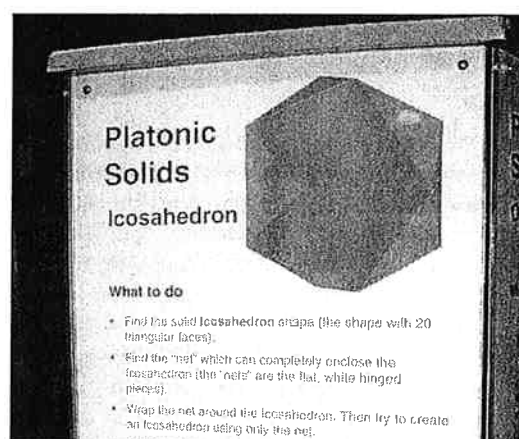 Platonic
Solids
Icosahedron
What to do
• Find the solid Icosahedron shape (the shape with 20
triangular faces).
• Find the "net" which can completely enclose the
Icosahedron (the "nets" are the flat, white hinged
pieces).
• Wrap the net around the Icosahedron. Then try to create
an Icosahedron using only the net.